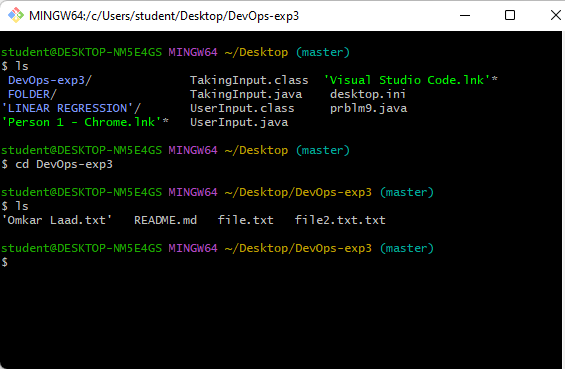 MINGW64:/c/Users/student/Desktop/DevOps-exp3
student@DESKTOP-NM5E4GS MINGW64 ~/Desktop (master)
$ ls
DevOps-exp3/ TakingInput.class 'Visual Studio Code.lnk'*
FOLDER/ TakingInput.java desktop.ini
'LINEAR REGRESSION'/ UserInput.class prblm9.java
'Person 1 - Chrome.lnk'* UserInput.java
student@DESKTOP-NM5E4GS MINGW64 ~/Desktop (master)
$ cd DevOps-exp3
student@DESKTOP-NM5E4GS MINGW64 ~/Desktop/DevOps-exp3 (master)
$ ls
'Omkar Laad.txt' README.md file.txt file2.txt.txt
student@DESKTOP-NM5E4GS MINGW64 ~/Desktop/DevOps-exp3 (master)
$